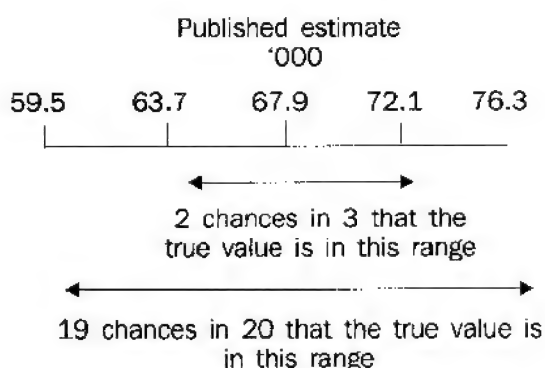 Published estimate
‘000
59.5 63.7 67.9 72.1 76.3
2 chances in 3 that the
true value is in this range
19 chances in 20 that the true value is
in this range